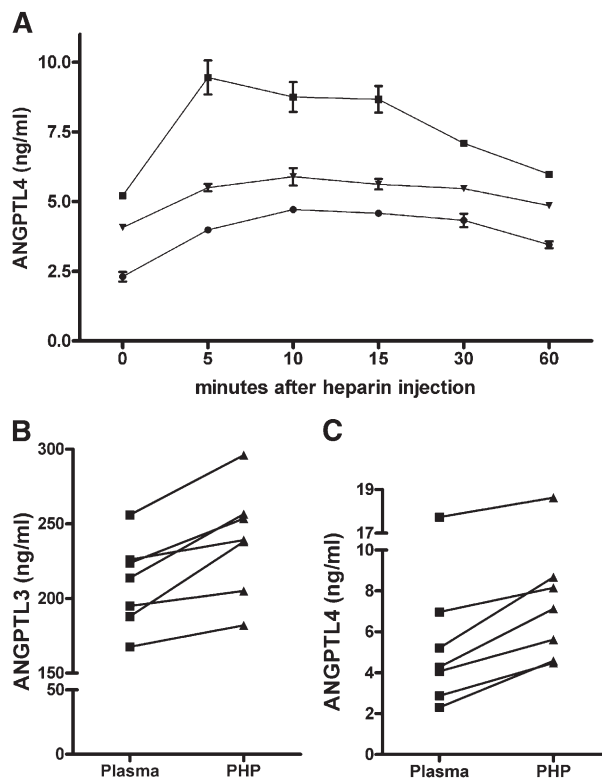 A
ANGPTL4 (ng/ml)
10.0
7.5
5.0
2.5
0.0
0 5 10 15 30 60
minutes after heparin injection
B
ANGPTL3 (ng/ml)
300
250
200
150
50
0
Plasma PHP
C
ANGPTL4 (ng/ml)
19
17
10
8
6
4
2
0
Plasma PHP